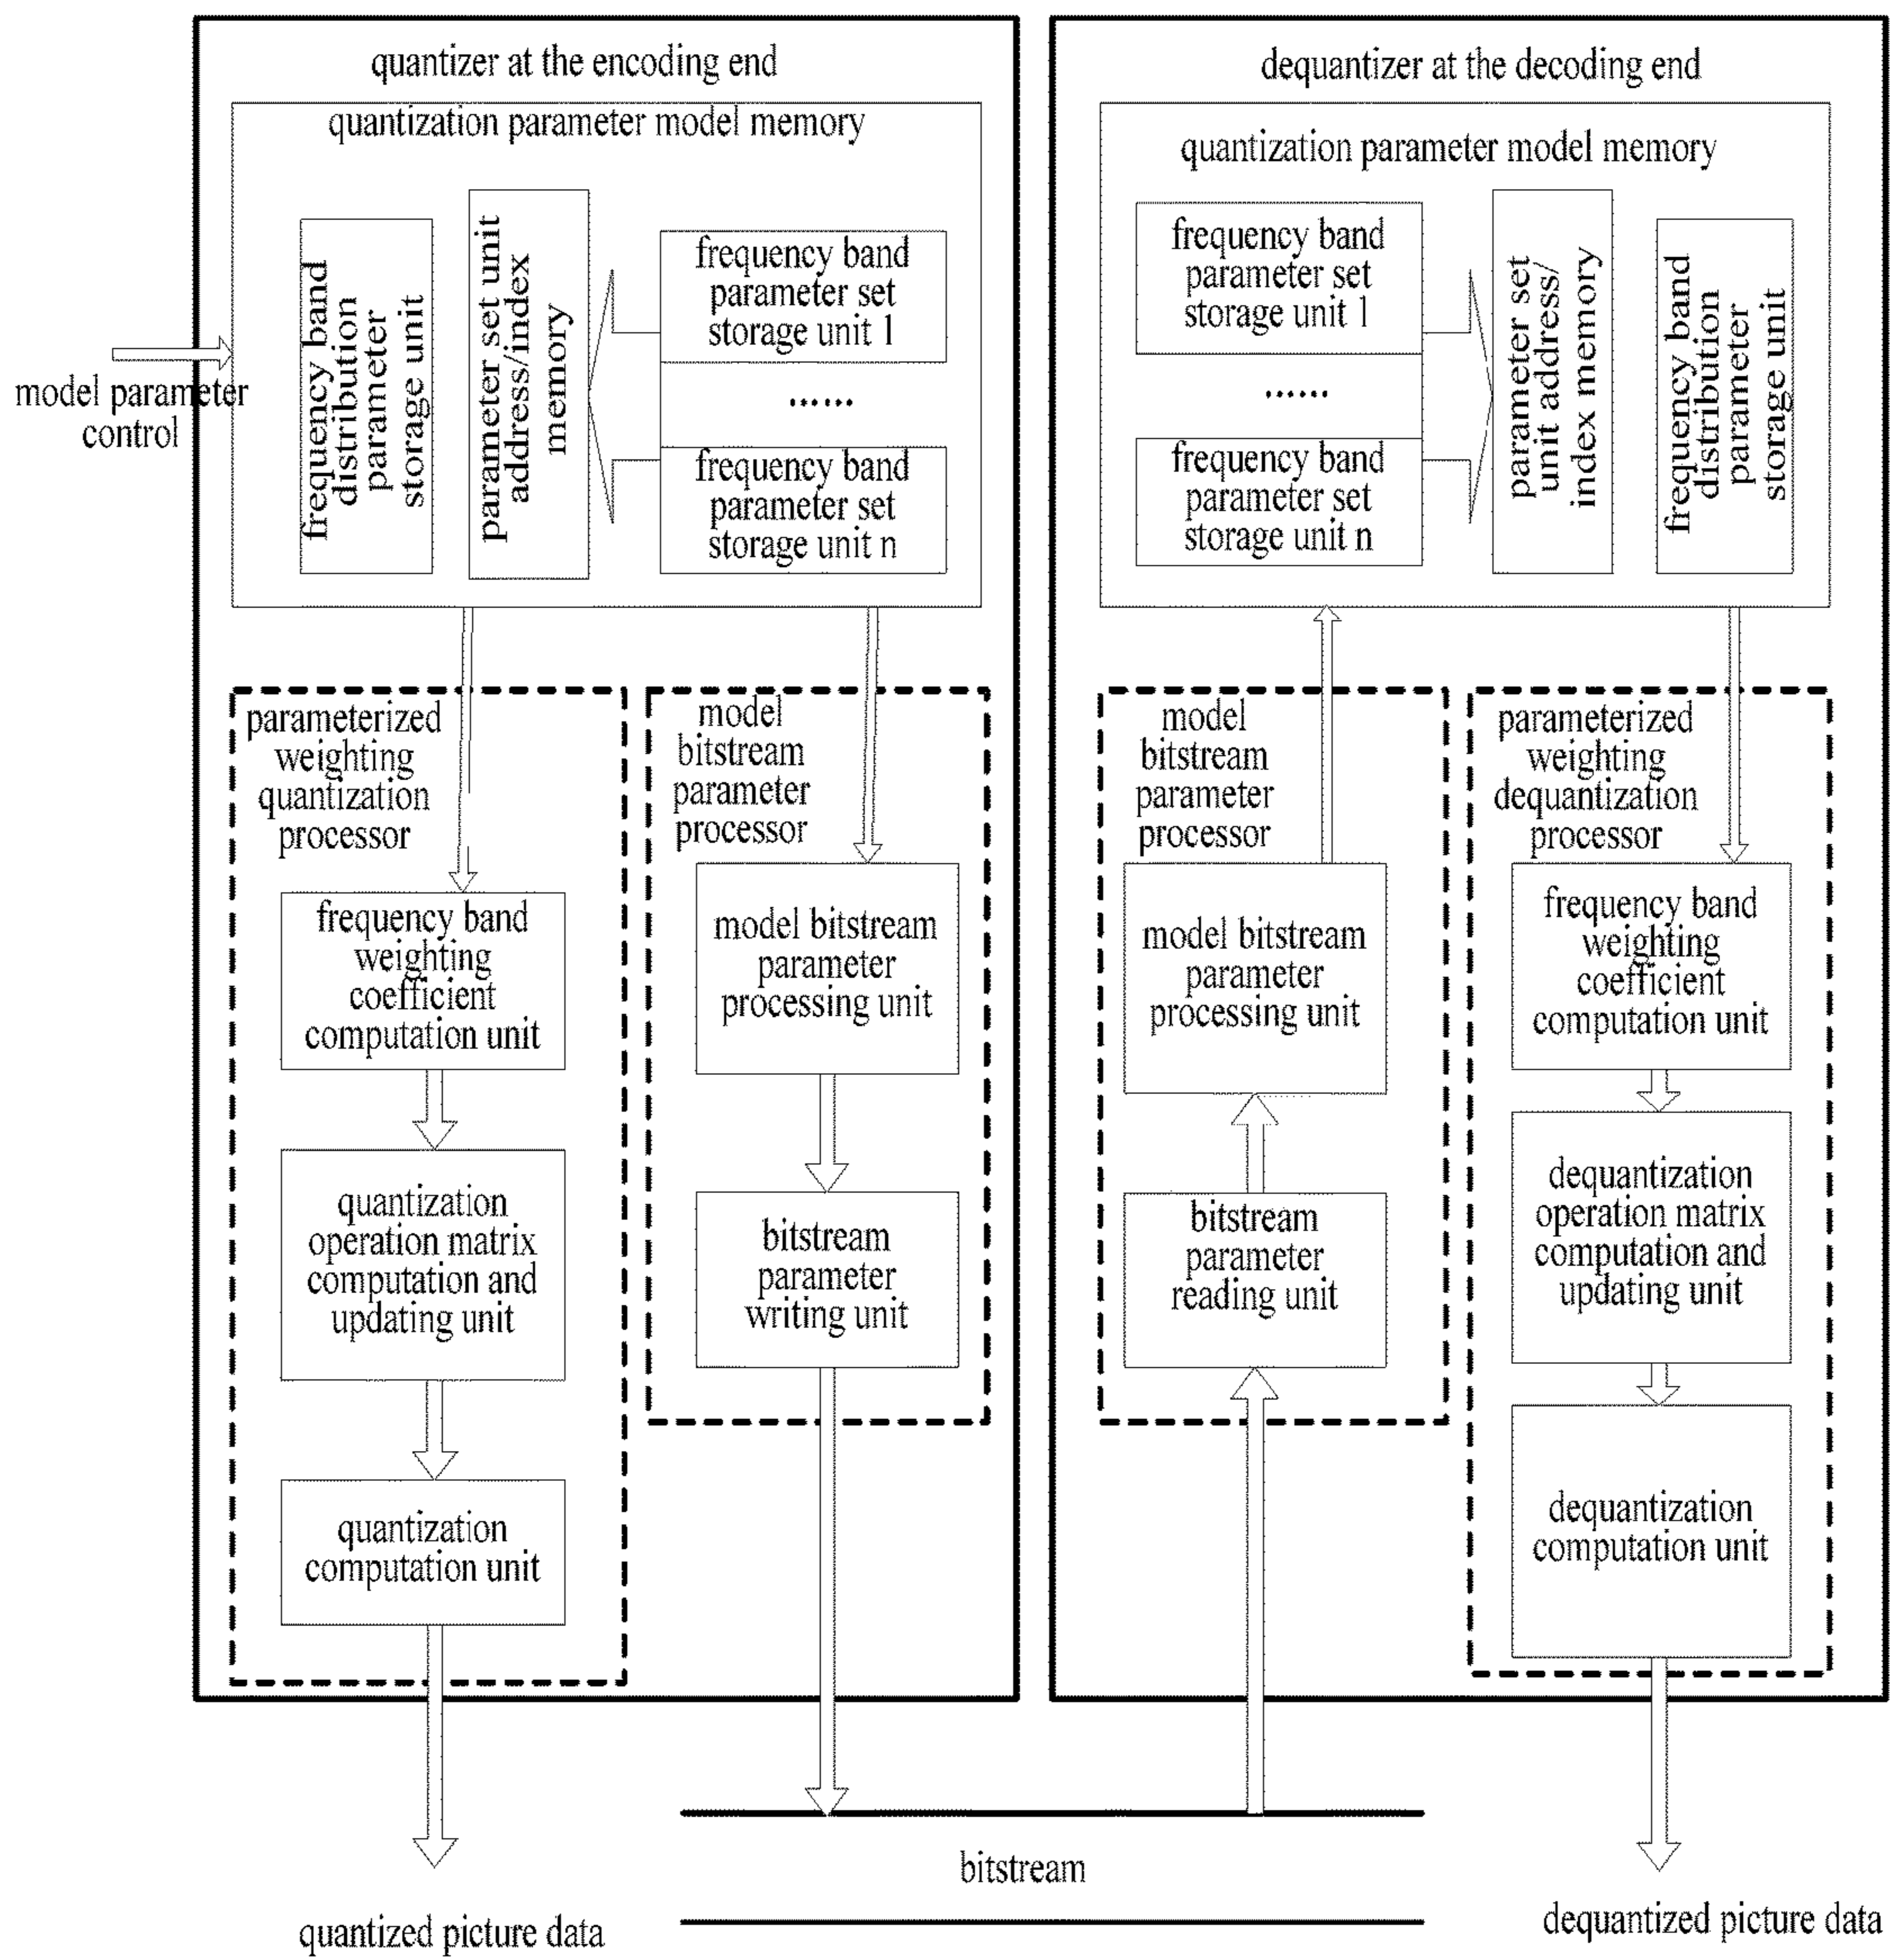 quantizer at the encoding end
quantization parameter model memory
model parameter
control
frequency band
distribution
parameter
storage unit
parameter set unit
address/index
memory
frequency band
parameter set
storage unit 1
......
frequency band
parameter set
storage unit n
parameterized
weighting
quantization
processor
frequency band
weighting
coefficient
computation unit
quantization
operation matrix
computation and
updating unit
quantization
computation unit
quantized picture data
model
bitstream
parameter
processor
model bitstream
parameter
processing unit
bitstream
parameter
writing unit
bitstream
dequantizer at the decoding end
quantization parameter model memory
frequency band
parameter set
storage unit 1
......
frequency band
parameter set
storage unit n
parameter set
unit address/
index memory
frequency band
distribution
parameter
storage unit
model
bitstream
parameter
processor
model bitstream
parameter
processing unit
bitstream
parameter
reading unit
parameterized
weighting
dequantization
processor
frequency band
weighting
coefficient
computation unit
dequantization
operation matrix
computation and
updating unit
dequantization
computation unit
dequantized picture data